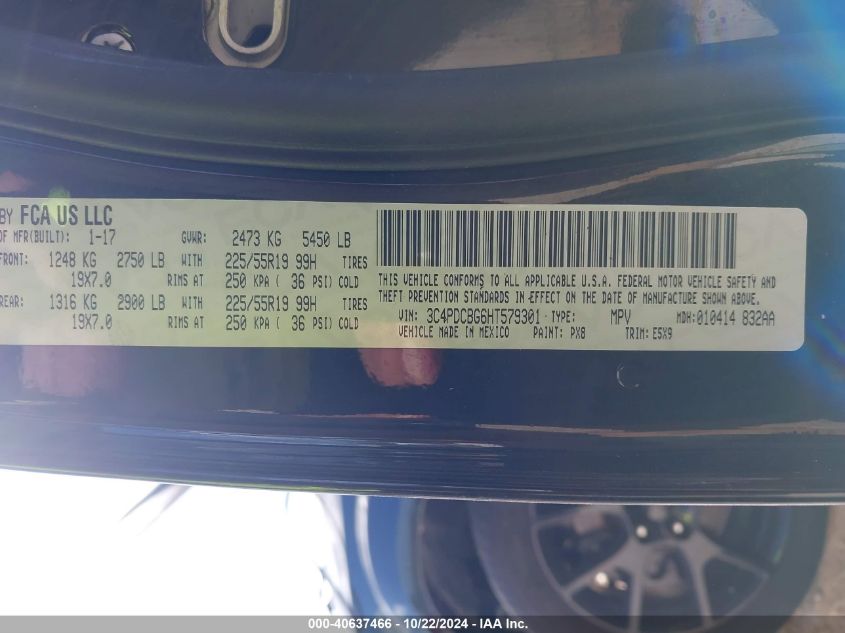 BY FCA US LLC
OF MFR(BUILT): 1-17 GVWR: 2473 KG 5450 LB
FRONT: 1248 KG 2750 LB WITH 225/55R19 99H TIRES
19X7.0 RIMS AT 250 KPA ( 36 PSI) COLD
REAR: 1316 KG 2900 LB WITH 225/55R19 99H TIRES
19X7.0 RIMS AT 250 KPA ( 36 PSI) COLD
THIS VEHICLE CONFORMS TO ALL APPLICABLE U.S.A. FEDERAL MOTOR VEHICLE SAFETY AND
THEFT PREVENTION STANDARDS IN EFFECT ON THE DATE OF MANUFACTURE SHOWN ABOVE.
VIN: 3C4PDCBG6HT579301 TYPE: MPV MDH: 010414 832AA
VEHICLE MADE IN MEXICO PAINT: PX8 TRIM: E5X9
000-40637466 - 10/22/2024 - IAA Inc.